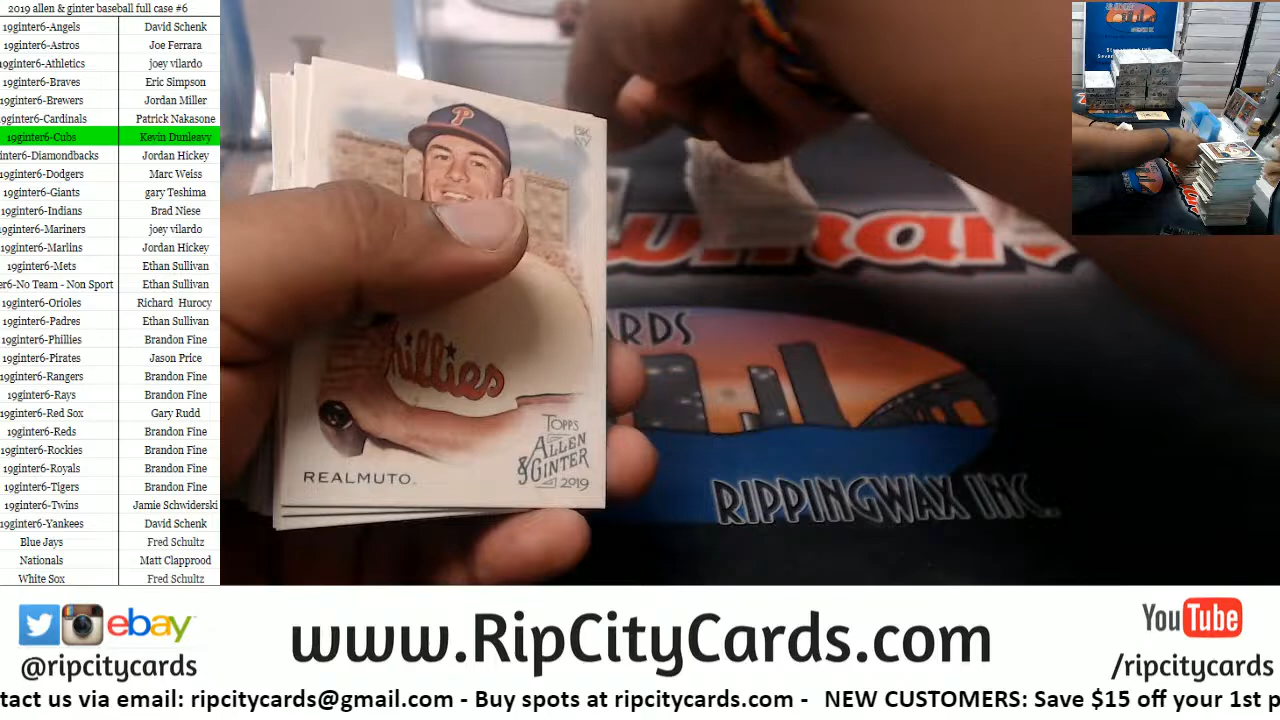 2019 allen & ginter baseball full case #6
19ginter6-Angels David Schenk
19ginter6-Astros Joe Ferrara
19ginter6-Athletics joey vilardo
19ginter6-Braves Eric Simpson
19ginter6-Brewers Jordan Miller
19ginter6-Cardinals Patrick Nakasone
19ginter6-Cubs Kevin Dunleavy
inter6-Diamondbacks Jordan Hickey
19ginter6-Dodgers Marc Weiss
19ginter6-Giants gary Teshima
19ginter6-Indians Brad Niese
19ginter6-Mariners joey vilardo
19ginter6-Marlins Jordan Hickey
19ginter6-Mets Ethan Sullivan
er6-No Team - Non Sport Ethan Sullivan
19ginter6-Orioles Richard Hurocy
19ginter6-Padres Ethan Sullivan
19ginter6-Phillies Brandon Fine
19ginter6-Pirates Jason Price
19ginter6-Rangers Brandon Fine
19ginter6-Rays Brandon Fine
19ginter6-Red Sox Gary Rudd
19ginter6-Reds Brandon Fine
19ginter6-Rockies Brandon Fine
19ginter6-Royals Brandon Fine
19ginter6-Tigers Brandon Fine
19ginter6-Twins Jamie Schwiderski
19ginter6-Yankees David Schenk
Blue Jays Fred Schultz
Nationals Matt Clapprood
White Sox Fred Schultz
P
Phillies
REALMUTO
TOPPS
ALLEN
& GINTER
2019
ARDS
RIPPINGWAX INC.
ebay
@ripcitycards
www.RipCityCards.com
YouTube
/ripcitycards
tact us via email: ripcitycards@gmail.com - Buy spots at ripcitycards.com - NEW CUSTOMERS: Save $15 off your 1st p